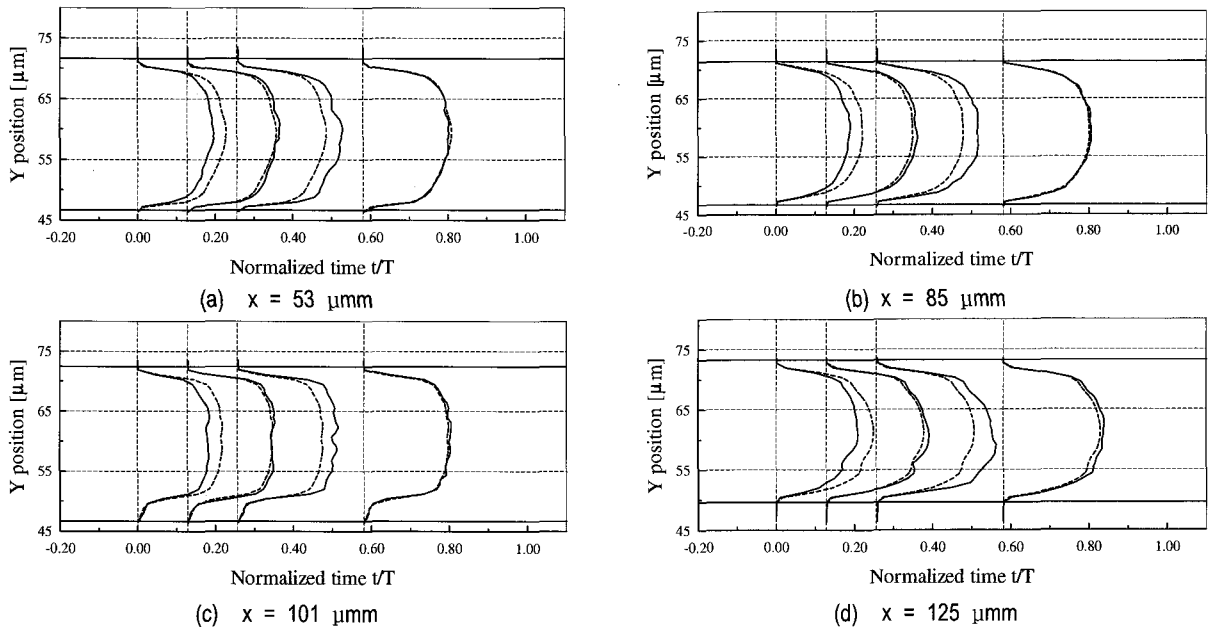 75
65
55
45
Y position [μm]
-0.20 0.00 0.20 0.40 0.60 0.80 1.00
Normalized time t/T
(a) x = 53 μmm
75
65
55
45
Y position [μm]
-0.20 0.00 0.20 0.40 0.60 0.80 1.00
Normalized time t/T
(b) x = 85 μmm
75
65
55
45
Y position [μm]
-0.20 0.00 0.20 0.40 0.60 0.80 1.00
Normalized time t/T
(c) x = 101 μmm
75
65
55
45
Y position [μm]
-0.20 0.00 0.20 0.40 0.60 0.80 1.00
Normalized time t/T
(d) x = 125 μmm